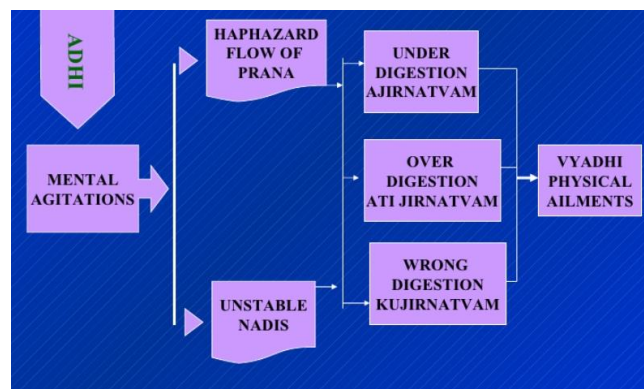 ADHI
MENTAL
AGITATIONS
HAPHAZARD
FLOW OF
PRANA
UNSTABLE
NADIS
UNDER
DIGESTION
AJIRNATVAM
OVER
DIGESTION
ATI JIRNATVAM
WRONG
DIGESTION
KUJIRNATVAM
VYADHI
PHYSICAL
AILMENTS